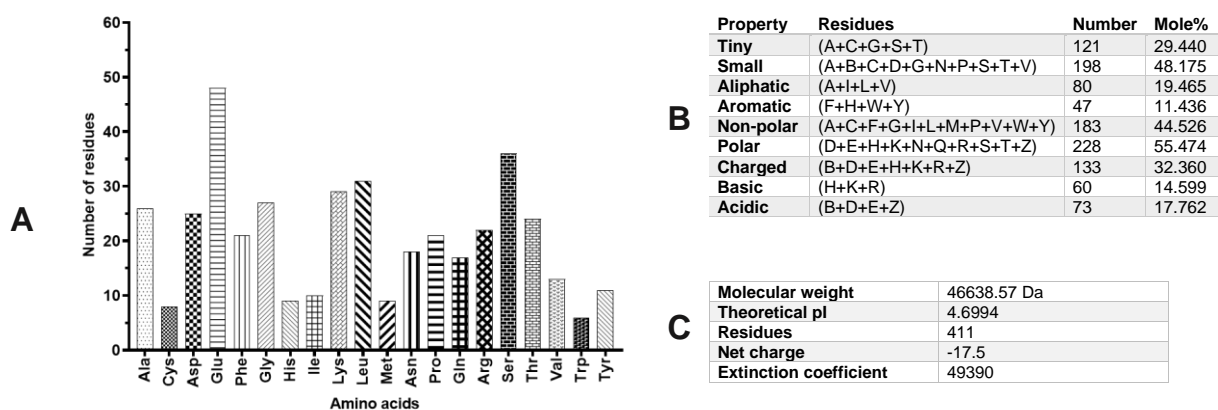 A
Number of residues
60
50
40
30
20
10
0
Ala Cys Asp Glu Phe Gly His Ile Lys Leu Met Asn Pro Gln Arg Ser Thr Val Trp Tyr
Amino acids
B
Property Residues Number Mole%
Tiny (A+C+G+S+T) 121 29.440
Small (A+B+C+D+G+N+P+S+T+V) 198 48.175
Aliphatic (A+I+L+V) 80 19.465
Aromatic (F+H+W+Y) 47 11.436
Non-polar (A+C+F+G+I+L+M+P+V+W+Y) 183 44.526
Polar (D+E+H+K+N+Q+R+S+T+Z) 228 55.474
Charged (B+D+E+H+K+R+Z) 133 32.360
Basic (H+K+R) 60 14.599
Acidic (B+D+E+Z) 73 17.762
C
Molecular weight 46638.57 Da
Theoretical pI 4.6994
Residues 411
Net charge -17.5
Extinction coefficient 49390